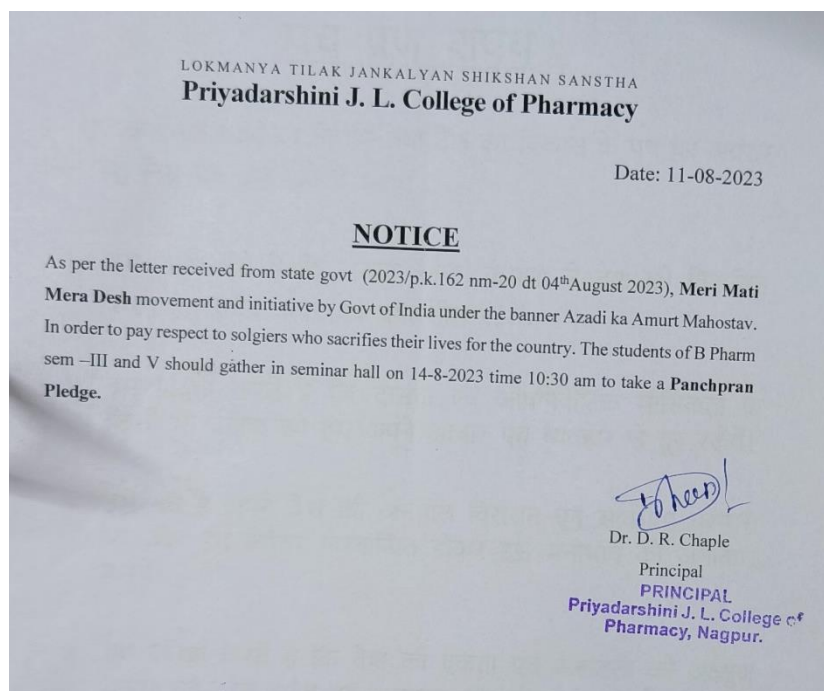 LOKMANYA TILAK JANKALYAN SHIKSHAN SANSTHA
Priyadarshini J. L. College of Pharmacy
Date: 11-08-2023
NOTICE
As per the letter received from state govt (2023/p.k.162 nm-20 dt 04thAugust 2023), Meri Mati
Mera Desh movement and initiative by Govt of India under the banner Azadi ka Amurt Mahostav.
In order to pay respect to solgiers who sacrifies their lives for the country. The students of B Pharm
sem –III and V should gather in seminar hall on 14-8-2023 time 10:30 am to take a Panchpran
Pledge.
Dr. D. R. Chaple
Principal
PRINCIPAL
Priyadarshini J. L. College of
Pharmacy, Nagpur.